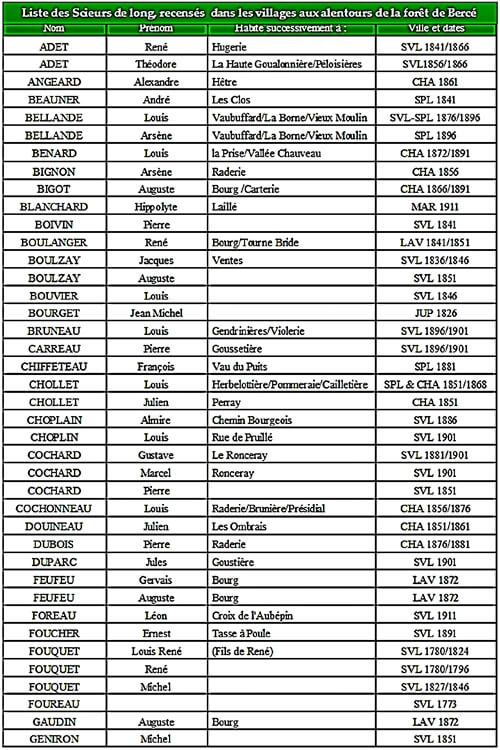 Liste des Scieurs de long, recensés dans les villages aux alentours de la forêt de Bercé
Nom Prénom Habite successivement à : Ville et dates
ADET René Hugerie SVL 1841/1866
ADET Théodore La Haute Goualonnière/Péloisières SVL1856/1866
ANGEARD Alexandre Hêtre CHA 1861
BEAUNER André Les Clos SPL 1841
BELLANDE Louis Vaubuffard/La Borne/Vieux Moulin SVL-SPL 1876/1896
BELLANDE Arsène Vaubuffard/La Borne/Vieux Moulin SPL 1896
BENARD Louis la Prise/Vallée Chauveau CHA 1872/1891
BIGNON Arsène Raderie CHA 1856
BIGOT Auguste Bourg /Carterie CHA 1866/1891
BLANCHARD Hippolyte Laillé MAR 1911
BOIVIN Pierre SVL 1841
BOULANGER René Bourg/Tourne Bride LAV 1841/1851
BOULZAY Jacques Ventes SVL 1836/1846
BOULZAY Auguste SVL 1851
BOUVIER Louis SVL 1846
BOURGET Jean Michel JUP 1826
BRUNEAU Louis Gendrinières/Violerie SVL 1896/1901
CARREAU Pierre Goussetière SVL 1896/1901
CHIFFETEAU François Vau du Puits SPL 1881
CHOLLET Louis Herbelottière/Pommeraie/Cailletière SPL & CHA 1851/1868
CHOLLET Julien Perray CHA 1851
CHOPLAIN Almire Chemin Bourgeois SVL 1886
CHOPLIN Louis Rue de Pruillé SVL 1901
COCHARD Gustave Le Ronceray SVL 1881/1901
COCHARD Marcel Ronceray SVL 1901
COCHARD Pierre SVL 1851
COCHONNEAU Louis Raderie/Brunière/Présidial CHA 1856/1876
DOUINEAU Julien Les Ombrais CHA 1851/1861
DUBOIS Pierre Raderie CHA 1876/1881
DUPARC Jules Goustière SVL 1901
FEUFEU Gervais Bourg LAV 1872
FEUFEU Auguste Bourg LAV 1872
FOREAU Léon Croix de l'Aubépin SVL 1911
FOUCHER Ernest Tasse à Poule SVL 1891
FOUQUET Louis René (Fils de René) SVL 1780/1824
FOUQUET René SVL 1780/1796
FOUQUET Michel SVL 1827/1846
FOUREAU SVL 1773
GAUDIN Auguste Bourg LAV 1872
GENIRON Michel SVL 1851